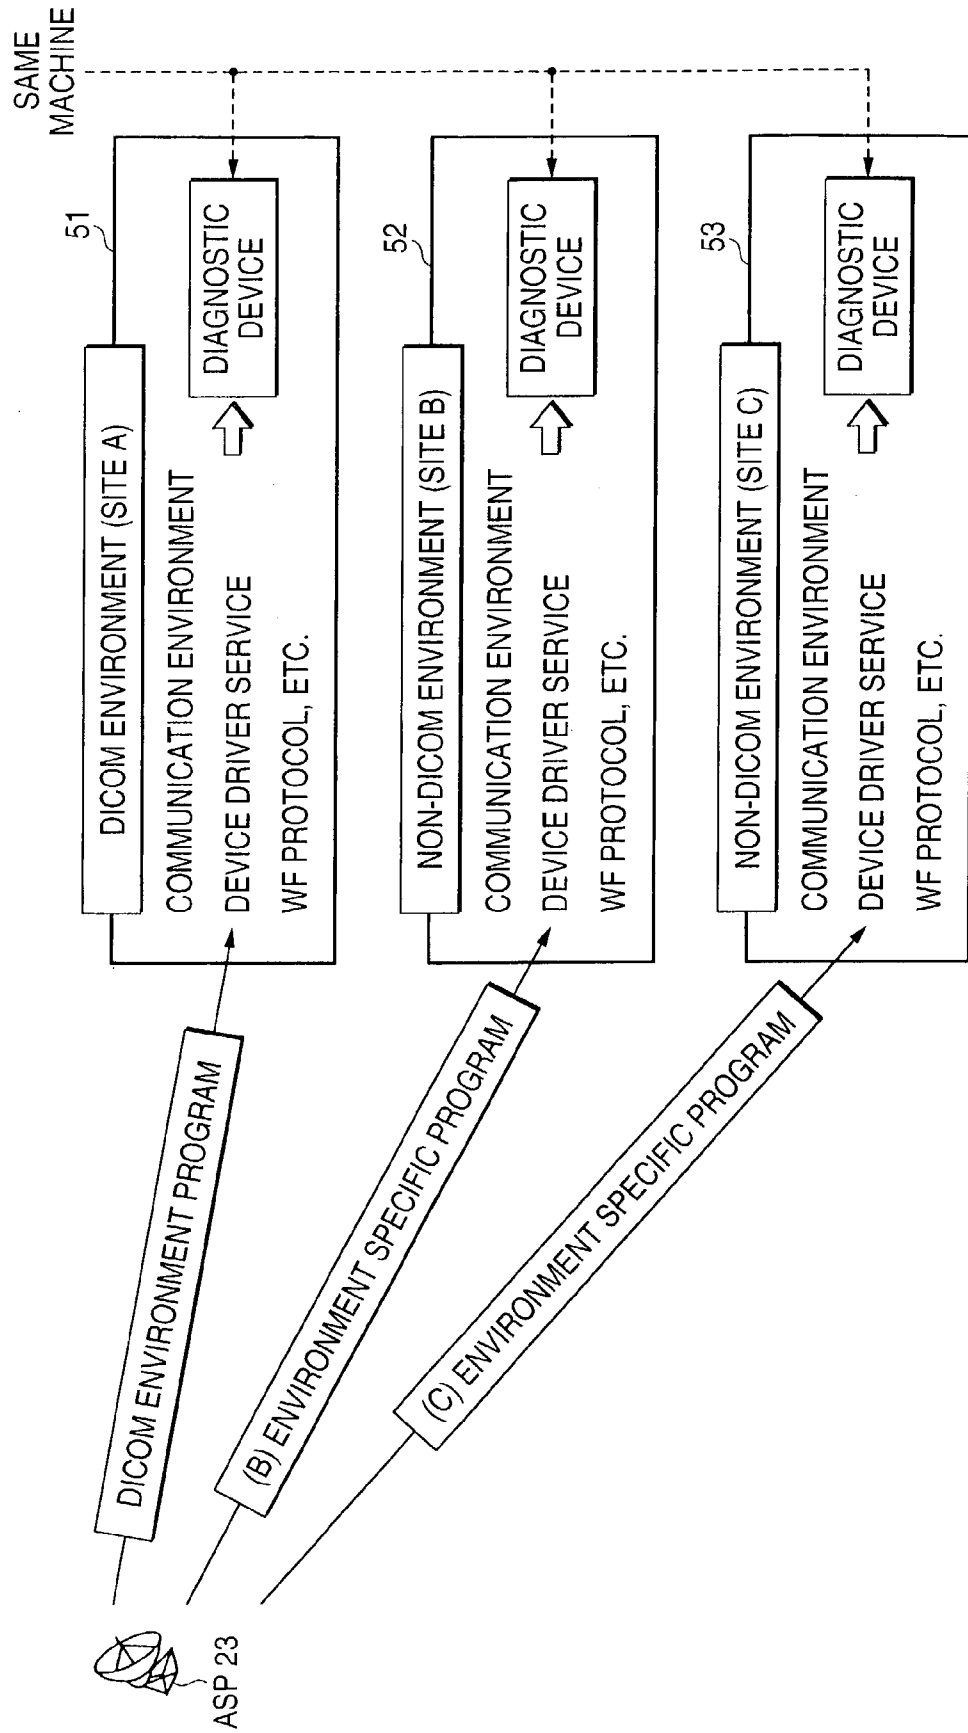 SAME
MACHINE
51
DICOM ENVIRONMENT (SITE A)
COMMUNICATION ENVIRONMENT
DEVICE DRIVER SERVICE
WF PROTOCOL, ETC.
DIAGNOSTIC
DEVICE
DICOM ENVIRONMENT PROGRAM
52
NON-DICOM ENVIRONMENT (SITE B)
COMMUNICATION ENVIRONMENT
DEVICE DRIVER SERVICE
WF PROTOCOL, ETC.
DIAGNOSTIC
DEVICE
(B) ENVIRONMENT SPECIFIC PROGRAM
53
NON-DICOM ENVIRONMENT (SITE C)
COMMUNICATION ENVIRONMENT
DEVICE DRIVER SERVICE
WF PROTOCOL, ETC.
DIAGNOSTIC
DEVICE
(C) ENVIRONMENT SPECIFIC PROGRAM
ASP 23